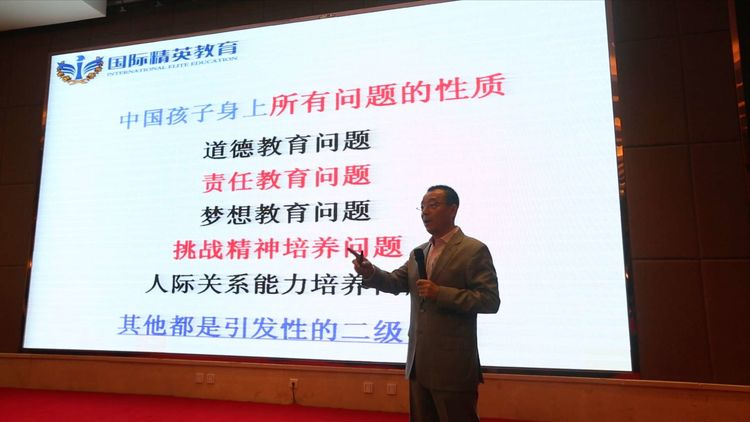 国际精英教育
INTERNATIONAL ELITE EDUCATION
中国孩子身上所有问题的性质
道德教育问题
责任教育问题
梦想教育问题
挑战精神培养问题
人际关系能力培养
其他都是引发性的二级